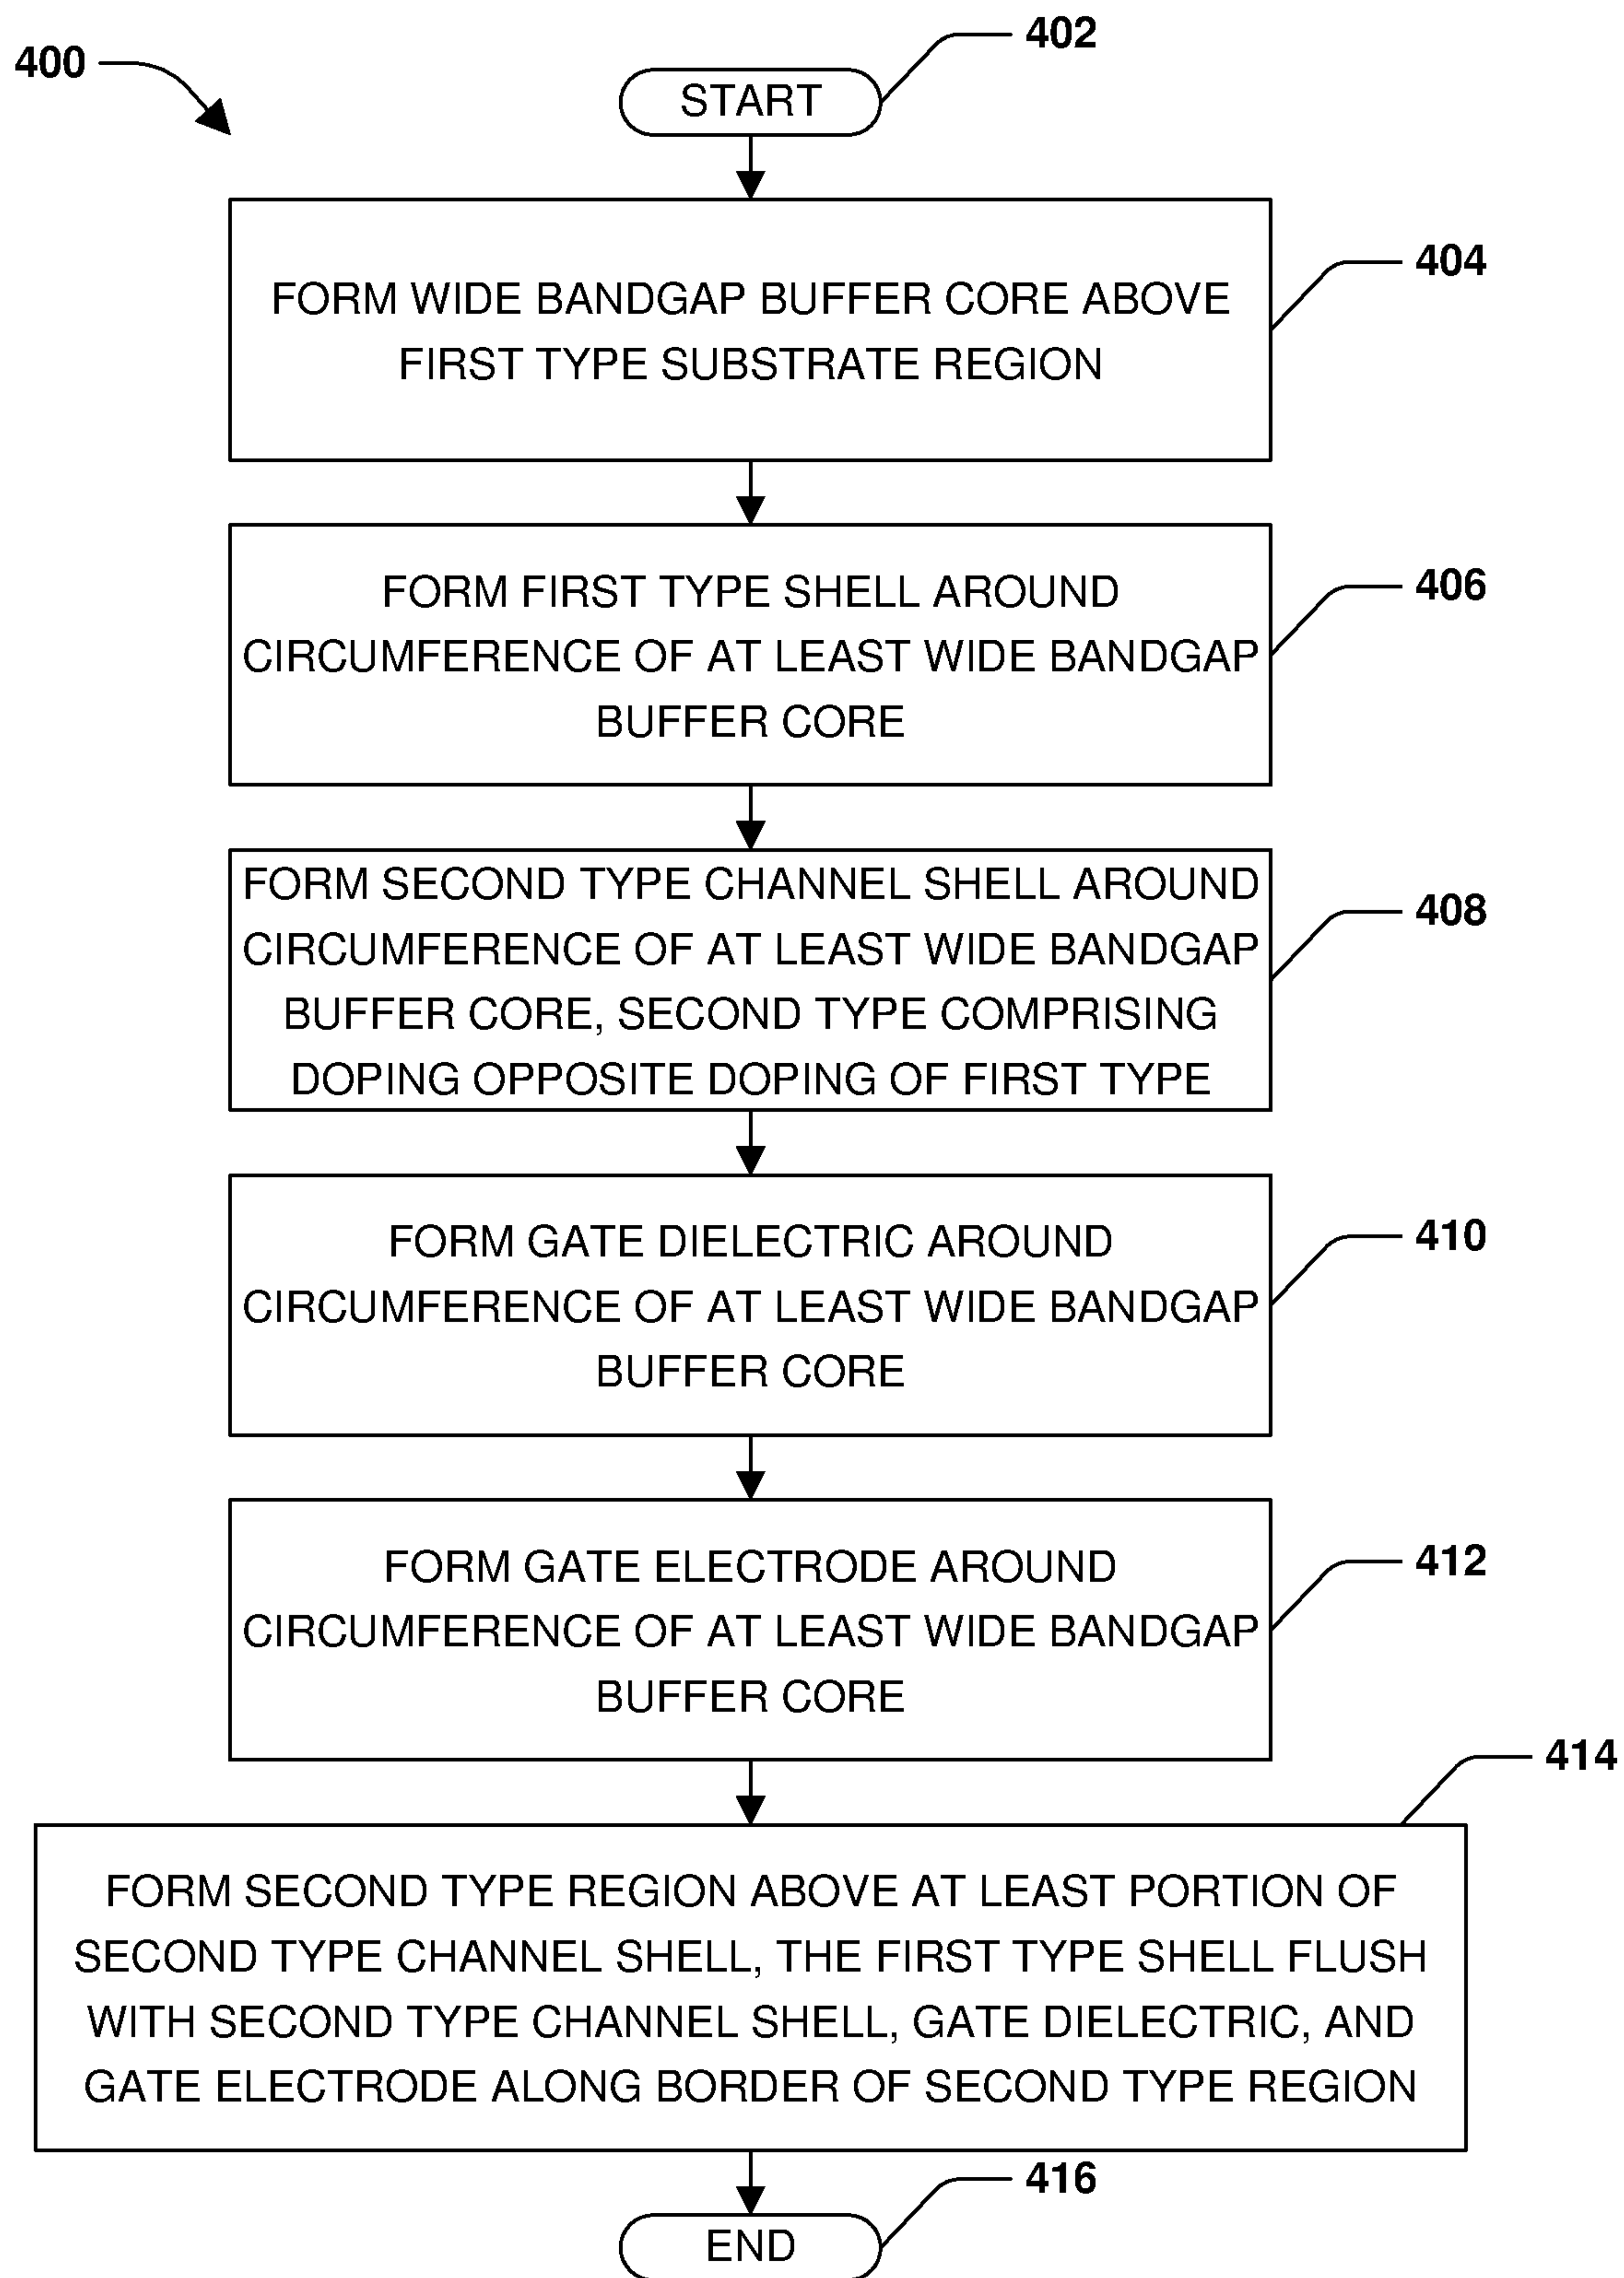 402
400
START
404
FORM WIDE BANDGAP BUFFER CORE ABOVE
FIRST TYPE SUBSTRATE REGION
406
FORM FIRST TYPE SHELL AROUND
CIRCUMFERENCE OF AT LEAST WIDE BANDGAP
BUFFER CORE
408
FORM SECOND TYPE CHANNEL SHELL AROUND
CIRCUMFERENCE OF AT LEAST WIDE BANDGAP
BUFFER CORE, SECOND TYPE COMPRISING
DOPING OPPOSITE DOPING OF FIRST TYPE
410
FORM GATE DIELECTRIC AROUND
CIRCUMFERENCE OF AT LEAST WIDE BANDGAP
BUFFER CORE
412
FORM GATE ELECTRODE AROUND
CIRCUMFERENCE OF AT LEAST WIDE BANDGAP
BUFFER CORE
414
FORM SECOND TYPE REGION ABOVE AT LEAST PORTION OF
SECOND TYPE CHANNEL SHELL, THE FIRST TYPE SHELL FLUSH
WITH SECOND TYPE CHANNEL SHELL, GATE DIELECTRIC, AND
GATE ELECTRODE ALONG BORDER OF SECOND TYPE REGION
416
END